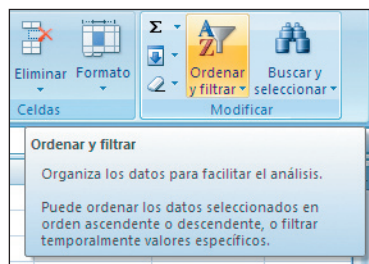 Σ
Eliminar Formato
Ordenar y filtrar
Buscar y seleccionar
Celdas
Modificar
Ordenar y filtrar
Organiza los datos para facilitar el análisis.
Puede ordenar los datos seleccionados en
orden ascendente o descendente, o filtrar
temporalmente valores específicos.